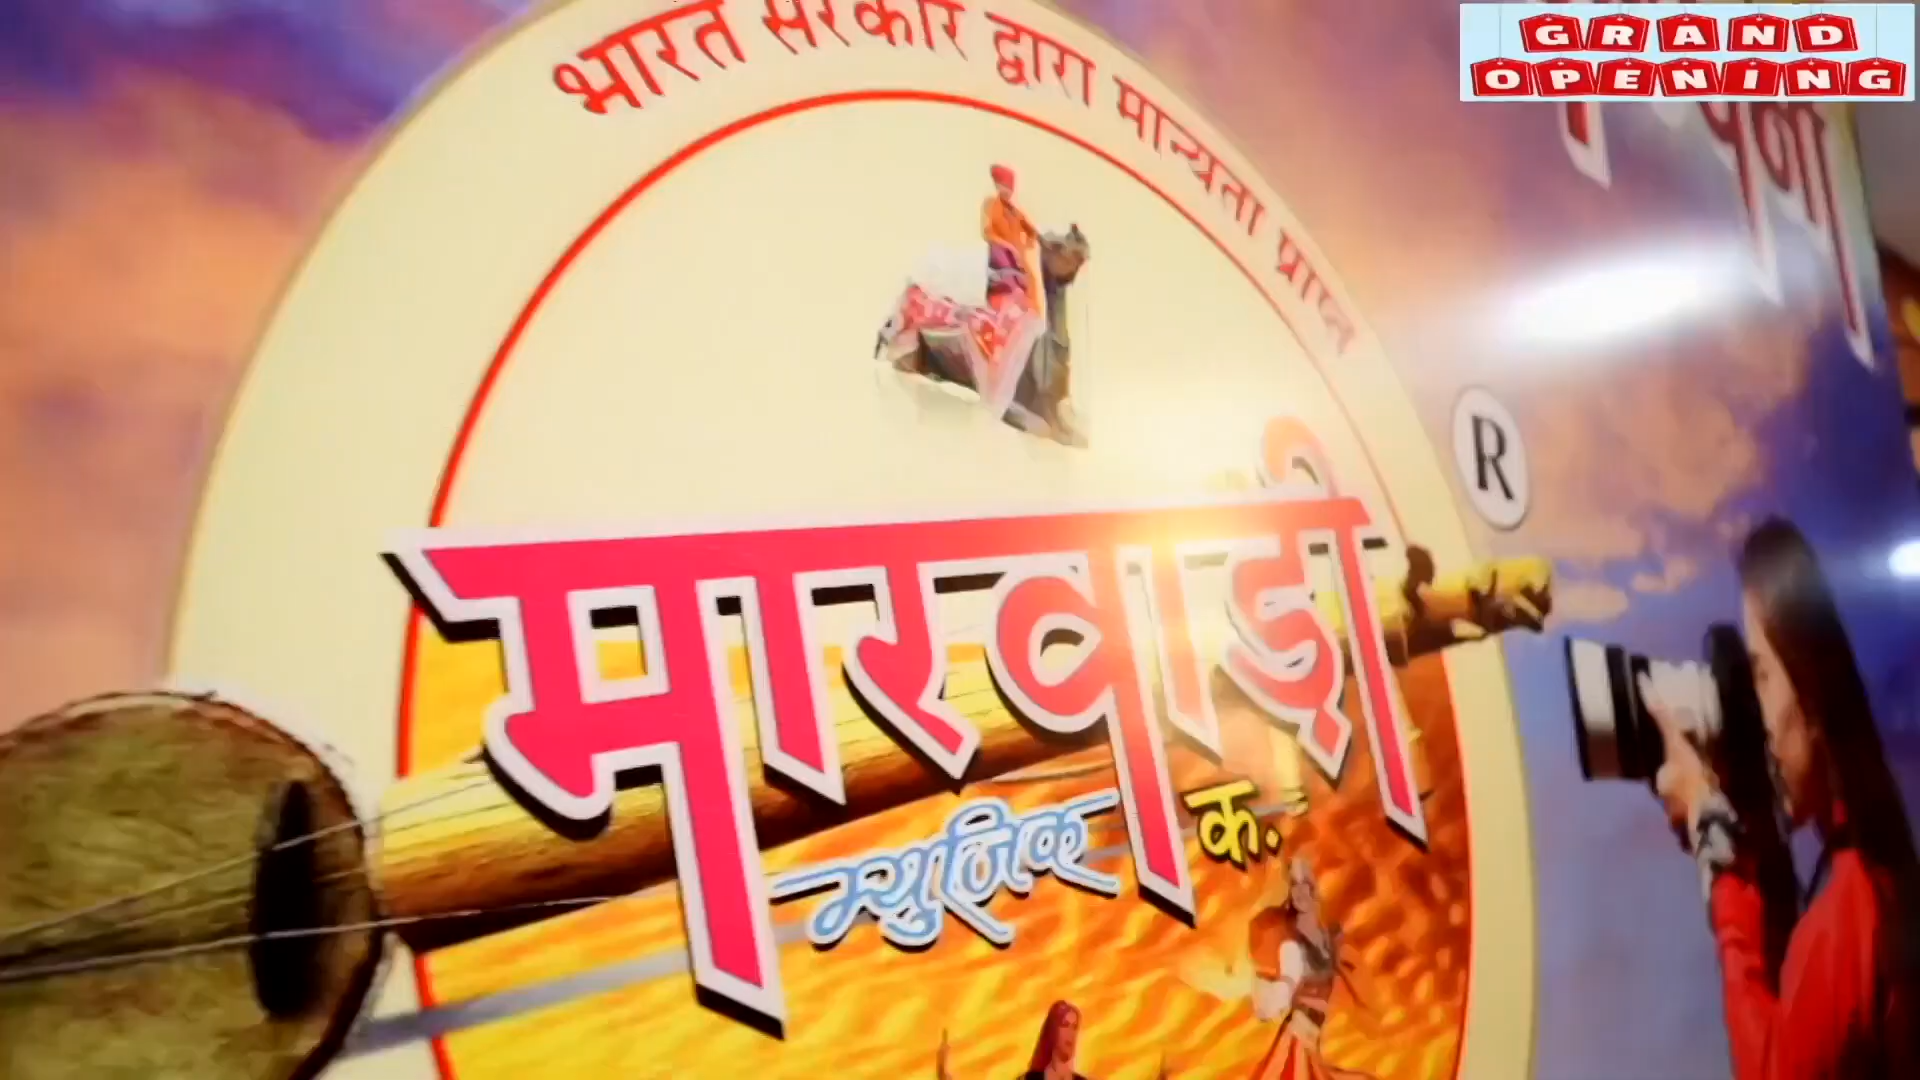 GRAND
OPENING
भारत सरकार द्वारा मान्यता प्राप्त
R
मारवाड़ी
म्युजिक
क.